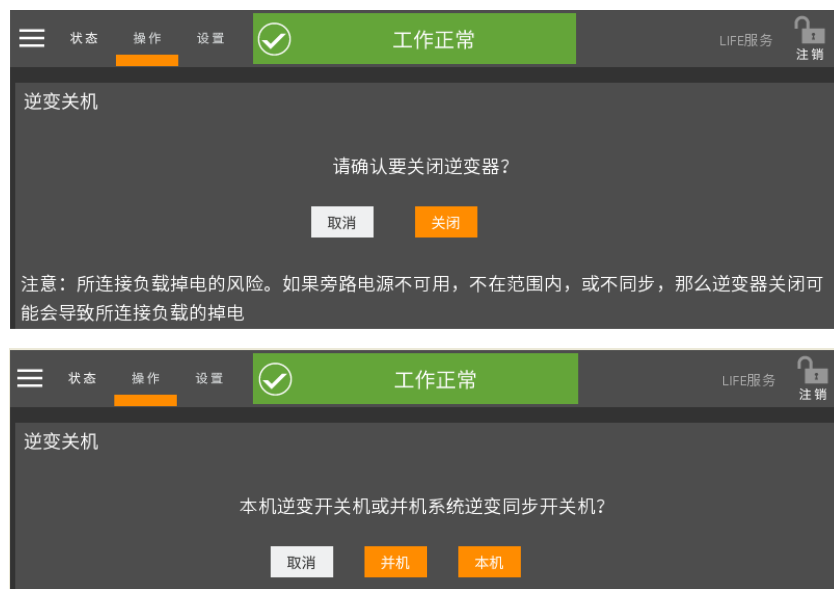 状态 操作 设置 工作正常 LIFE服务 注销
逆变关机
请确认要关闭逆变器?
取消 关闭
注意：所连接负载掉电的风险。如果旁路电源不可用，不在范围内，或不同步，那么逆变器关闭可
能会导致所连接负载的掉电
状态 操作 设置 工作正常 LIFE服务 注销
逆变关机
本机逆变开关机或并机系统逆变同步开关机?
取消 并机 本机